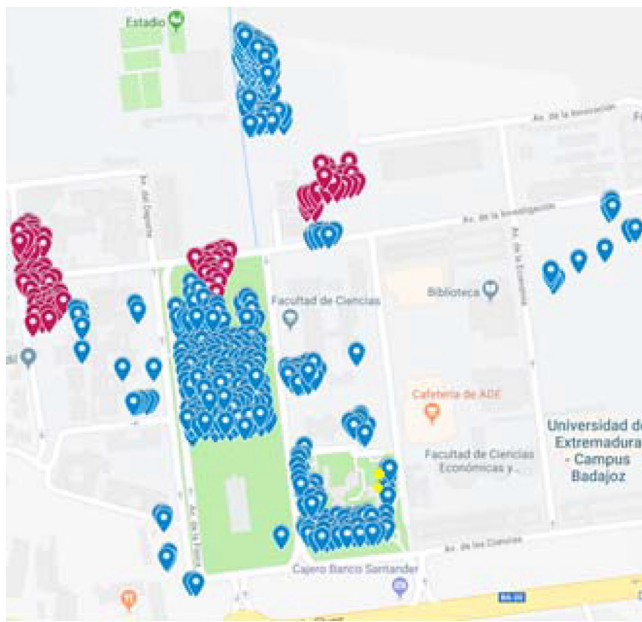 Estadio
Av. de la Innovación
Av. del Deporte
Av. de la Investigación
Av. de la Economía
Facultad de Ciencias
Biblioteca
Cafetería de ADE
Universidad de
Extremadura
- Campus
Badajoz
Facultad de Ciencias
Económicas y...
Av. de la Física
Av. de las Ciencias
Cajero Banco Santander
BA-20